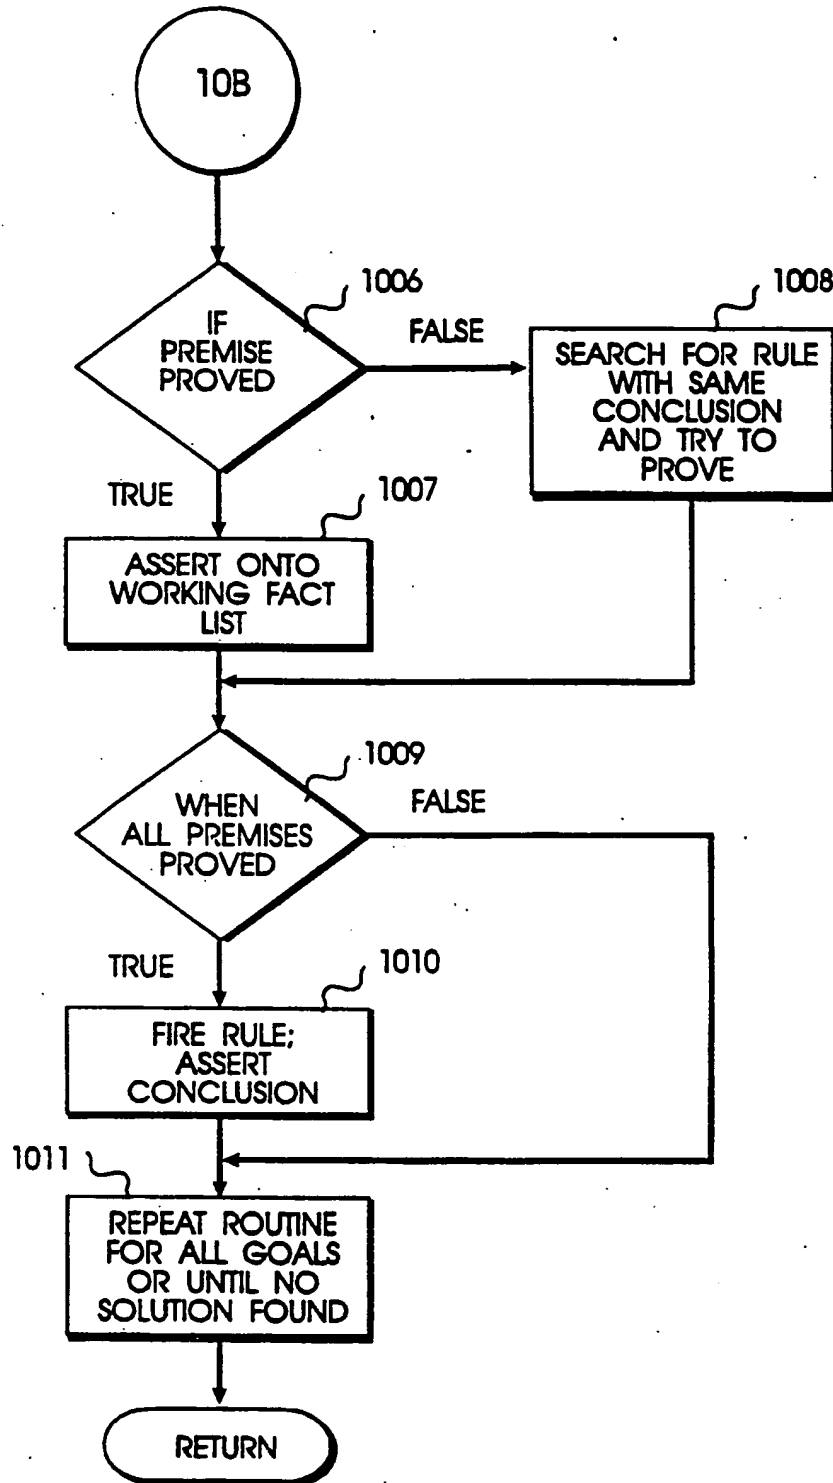 10B
1006
IF
PREMISE
PROVED
FALSE
1008
SEARCH FOR RULE
WITH SAME
CONCLUSION
AND TRY TO
PROVE
TRUE
1007
ASSERT ONTO
WORKING FACT
LIST
1009
WHEN
ALL PREMISES
PROVED
FALSE
TRUE
1010
FIRE RULE;
ASSERT
CONCLUSION
1011
REPEAT ROUTINE
FOR ALL GOALS
OR UNTIL NO
SOLUTION FOUND
RETURN